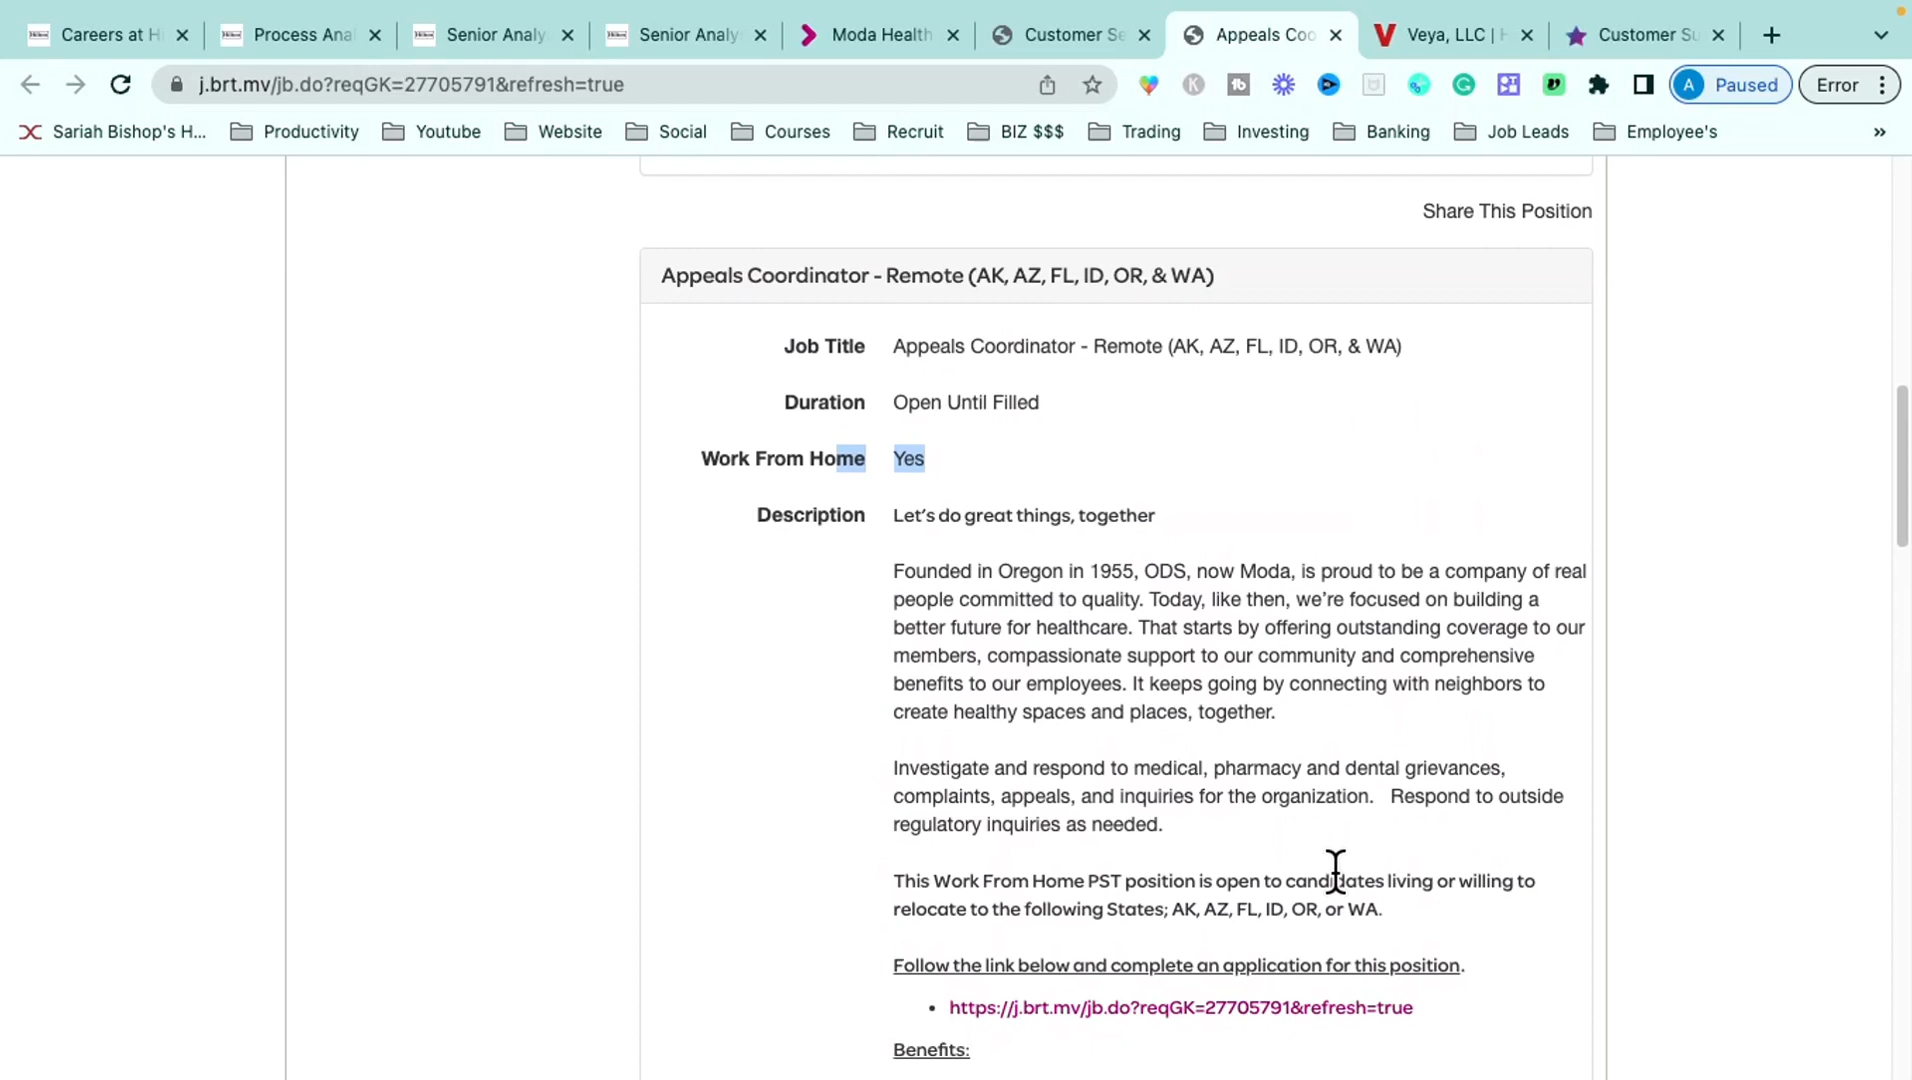 Careers at H
Process Ana
Senior Analy
Senior Analy
Moda Health
Customer Se
Appeals Coo
Veya, LLC | H
Customer Su
j.brt.mv/jb.do?reqGK=27705791&refresh=true
A Paused
Error
Sariah Bishop's H...
Productivity
Youtube
Website
Social
Courses
Recruit
BIZ $$$
Trading
Investing
Banking
Job Leads
Employee's
»
Share This Position
Appeals Coordinator - Remote (AK, AZ, FL, ID, OR, & WA)
Job Title Appeals Coordinator - Remote (AK, AZ, FL, ID, OR, & WA)
Duration Open Until Filled
Work From Home Yes
Description Let's do great things, together
Founded in Oregon in 1955, ODS, now Moda, is proud to be a company of real
people committed to quality. Today, like then, we're focused on building a
better future for healthcare. That starts by offering outstanding coverage to our
members, compassionate support to our community and comprehensive
benefits to our employees. It keeps going by connecting with neighbors to
create healthy spaces and places, together.
Investigate and respond to medical, pharmacy and dental grievances,
complaints, appeals, and inquiries for the organization. Respond to outside
regulatory inquiries as needed.
This Work From Home PST position is open to candidates living or willing to
relocate to the following States; AK, AZ, FL, ID, OR, or WA.
Follow the link below and complete an application for this position.
• https://j.brt.mv/jb.do?reqGK=27705791&refresh=true
Benefits: